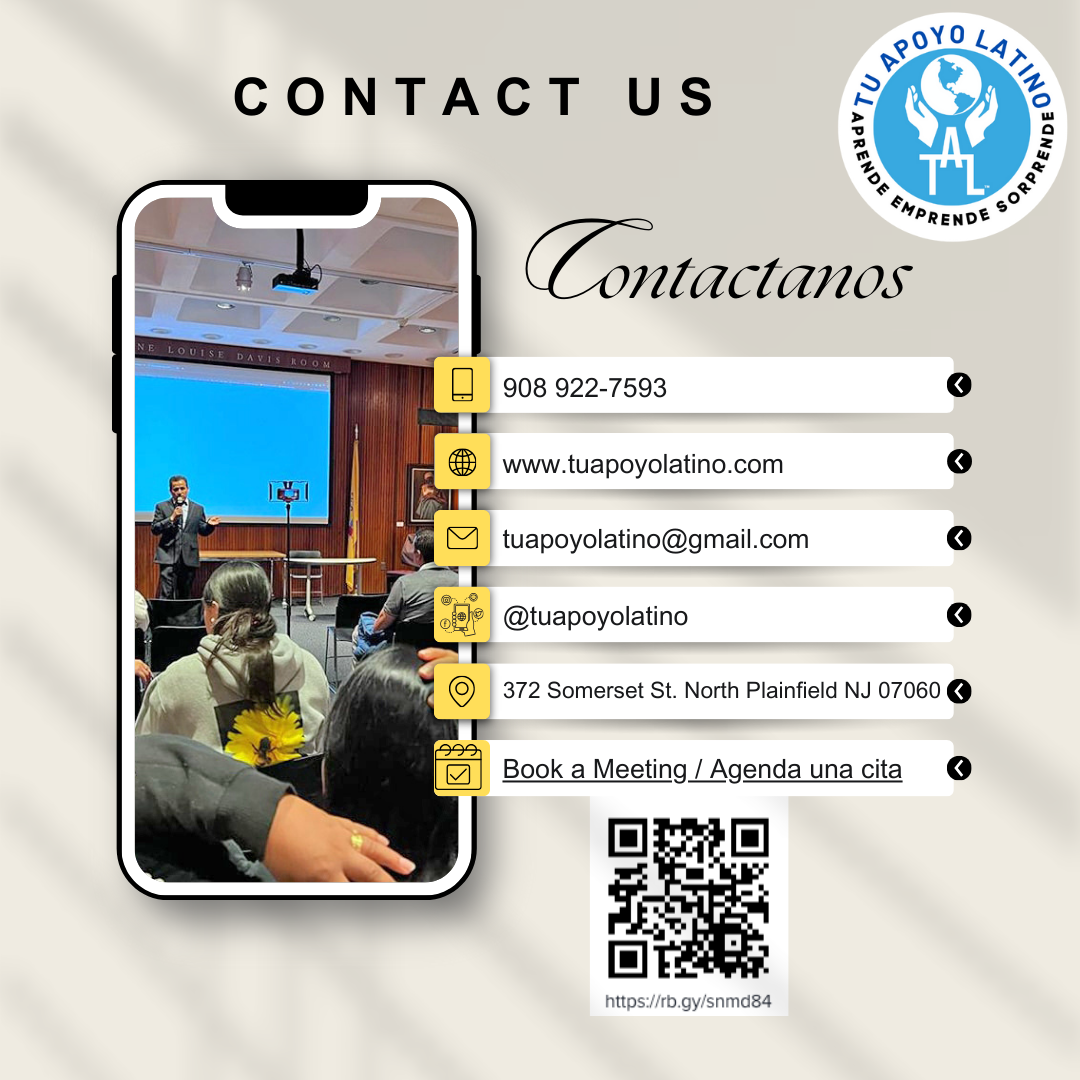 CONTACT US
TU APOYO LATINO
APRENDE EMPRENDE SORPRENDE
TAL
™
Contactanos
NE LOUISE DAVIS ROOM
908 922-7593
www.tuapoyolatino.com
tuapoyolatino@gmail.com
@tuapoyolatino
372 Somerset St. North Plainfield NJ 07060
Book a Meeting / Agenda una cita
https://rb.gy/snmd84